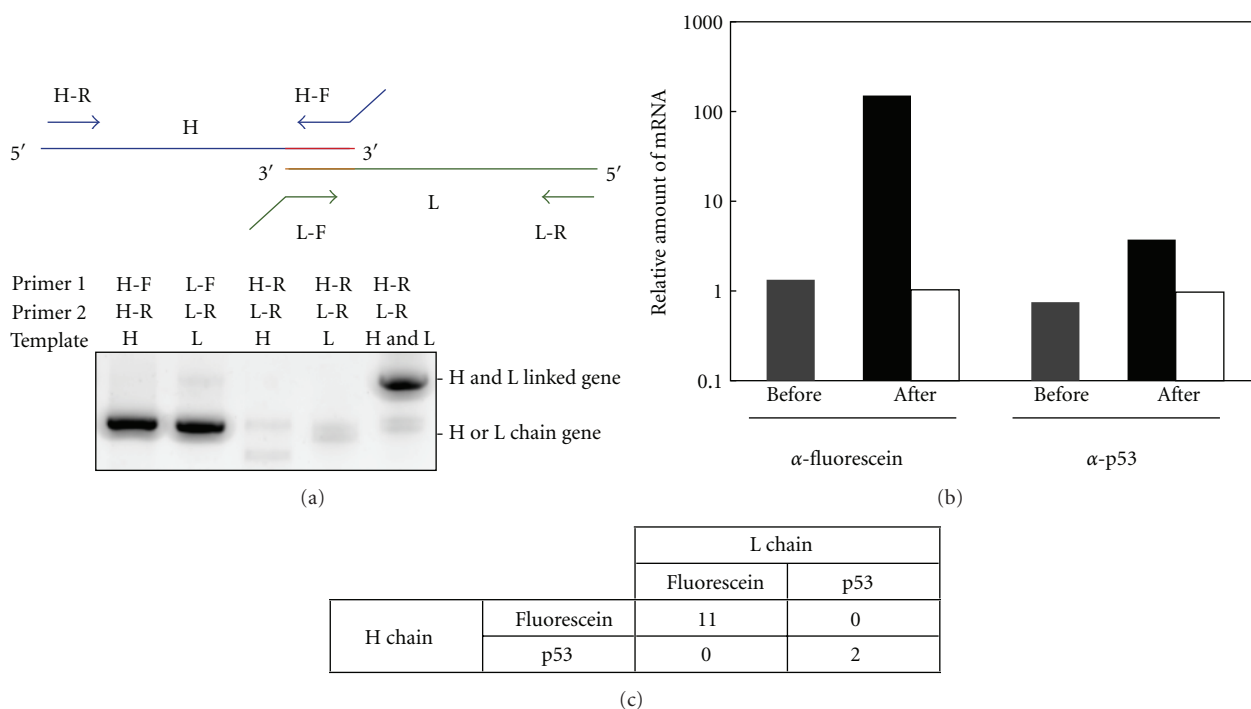 H-R
H-F
H
5′
3′
3′
5′
L
L-F
L-R
Primer 1 H-F L-F H-R H-R H-R
Primer 2 H-R L-R L-R L-R L-R
Template H L H L H and L
H and L linked gene
H or L chain gene
(a)
Relative amount of mRNA
1000
100
10
1
0.1
Before After Before After
α-fluorescein α-p53
(b)
L chain
Fluorescein p53
H chain Fluorescein 11 0
p53 0 2
(c)